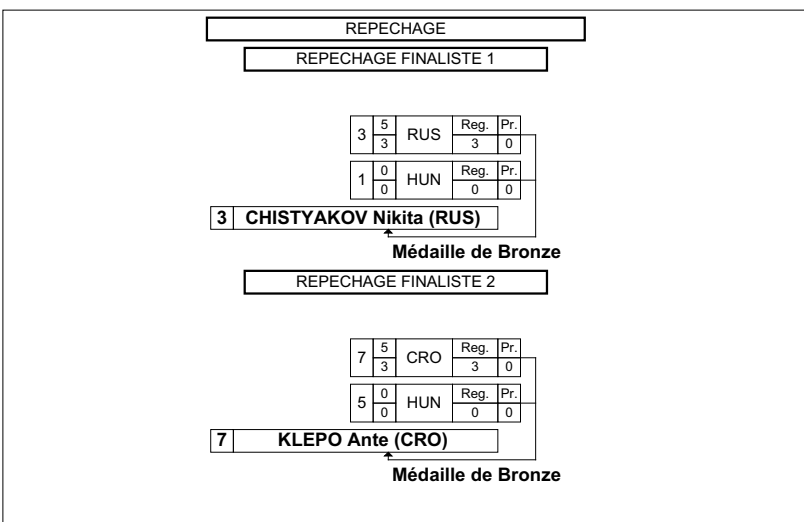 REPECHAGE
REPECHAGE FINALISTE 1
3 5 RUS Reg. Pr.
3 3 0
1 0 HUN Reg. Pr.
0 0 0
3 CHISTYAKOV Nikita (RUS)
Médaille de Bronze
REPECHAGE FINALISTE 2
7 5 CRO Reg. Pr.
3 3 0
5 0 HUN Reg. Pr.
0 0 0
7 KLEPO Ante (CRO)
Médaille de Bronze